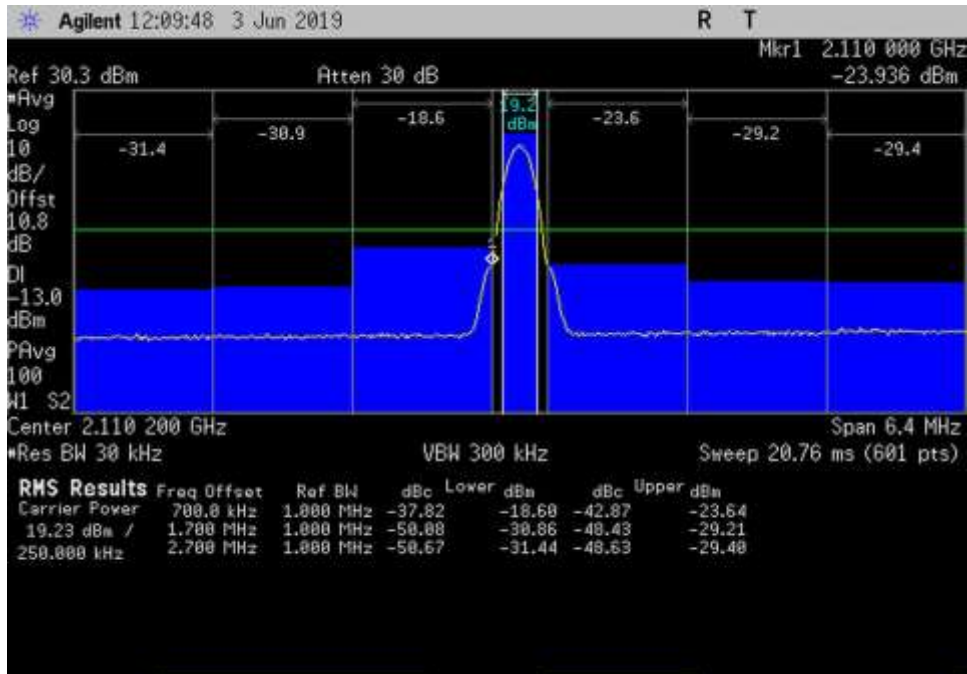 Agilent 12:09:48 3 Jun 2019 R T
Mkr1 2.110 000 GHz
Ref 30.3 dBm Atten 30 dB -23.936 dBm
#Avg
Log
10
dB/
Offst
10.8
dB
DI
-13.0
dBm
PAvg
100
W1 S2
-31.4 -30.9 -18.6 19.2 dBm -23.6 -29.2 -29.4
1
Center 2.110 200 GHz Span 6.4 MHz
#Res BW 30 kHz VBW 300 kHz Sweep 20.76 ms (601 pts)
RMS Results Freq Offset Ref BW dBc Lower dBm dBc Upper dBm
Carrier Power 700.0 kHz 1.000 MHz -37.82 -18.60 -42.87 -23.64
19.23 dBm / 1.700 MHz 1.000 MHz -50.08 -30.86 -48.43 -29.21
250.000 kHz 2.700 MHz 1.000 MHz -50.67 -31.44 -48.63 -29.40